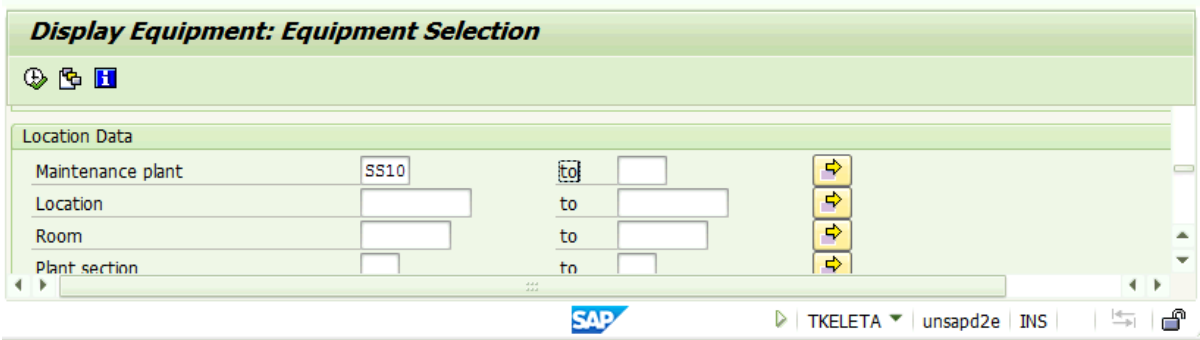 Display Equipment: Equipment Selection
Location Data
Maintenance plant SS10 to
Location to
Room to
Plant section to
SAP TKELETA unsapd2e INS